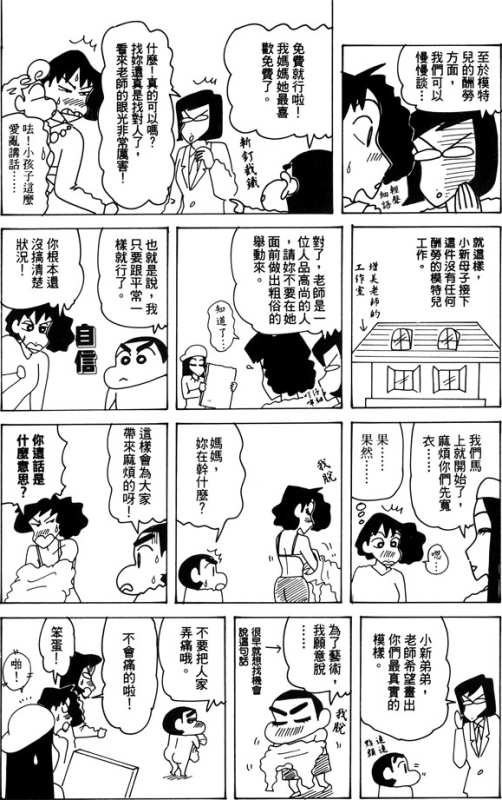 至於模特
兒的酬勞
方面，
我們可以
慢慢談…
輕聲
細語
免費就行啦！
我媽媽她最喜
歡免費了。
斬釘截鐵
什麼！真的可以嗎？
找妳還真是找對人了，
看來老師的眼光非常厲害！
呿！小孩子這麼
愛亂講話……
就這樣，
小新母子接下
這件沒有任何
酬勞的模特兒
工作。
增美老師的
工作室
對了，老師是一
位人品高尚的人
，請妳不要在她
面前做出粗俗的
舉動來。
知道了…
也就是說，我
只要跟平常一
樣就行了。
自信
你根本還
沒搞清楚
狀況！
我們馬
上就開始了，
麻煩你們先寬
衣…
嗯…
果…
果然…
我脫
媽媽，
妳在幹什麼？
這樣會為大家
帶來麻煩的呀！
你這話是
什麼意思？
小新弟弟，
老師希望畫出
你們最真實的
模樣。
點頭
為了藝術，
我願意脫
……
我脫
很早就想找機會
說這句話
不要把人家
弄痛哦。
不會痛的啦！
笨蛋！
啪！